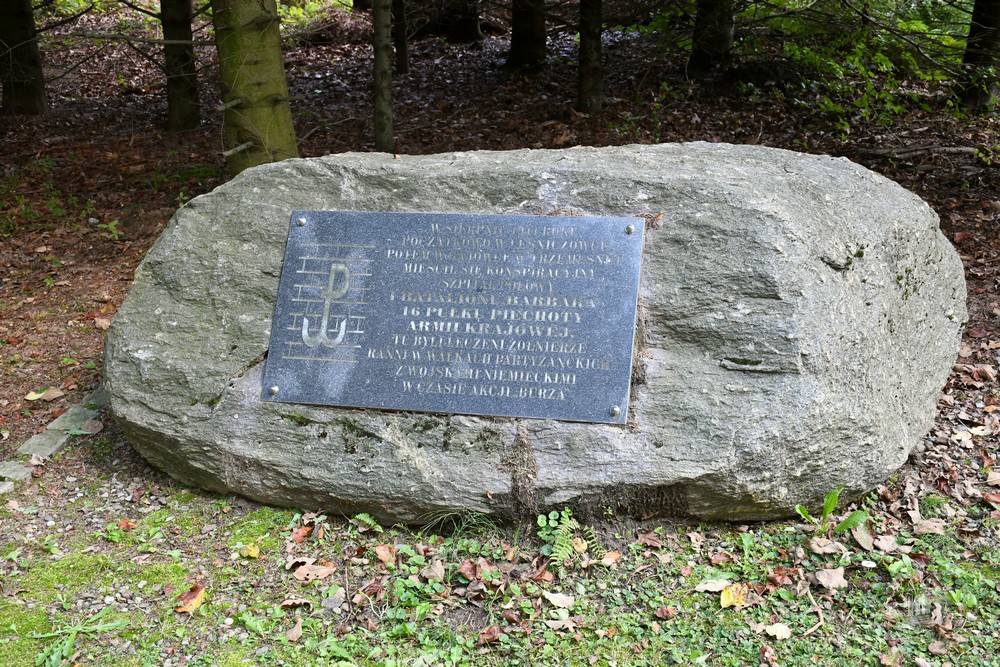 W SIERPNIU 1944 ROKU
POCZĄTKOWO W LEŚNICZÓWCE
POTEM W GAJÓWCE W
MIEŚCIŁ SIĘ KONSPIRACYJNY
SZPITAL POLOWY
I BATALIONU „BARBARA”
16 PUŁKU PIECHOTY
ARMII KRAJOWEJ.
TU BYLI LECZENI ŻOŁNIERZE
RANNI W WALKACH PARTYZANCKICH
Z WOJSKAMI NIEMIECKIMI
W CZASIE AKCJI „BURZA”